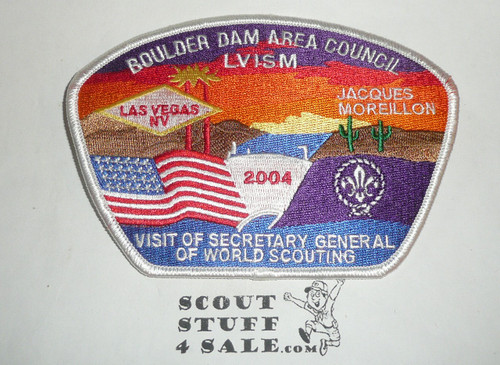 BOULDER DAM AREA COUNCIL
LVISM
LAS VEGAS
NV
JACQUES
MOREILLON
2004
VISIT OF SECRETARY GENERAL
OF WORLD SCOUTING
SCOUT
STUFF
4 SALE.com